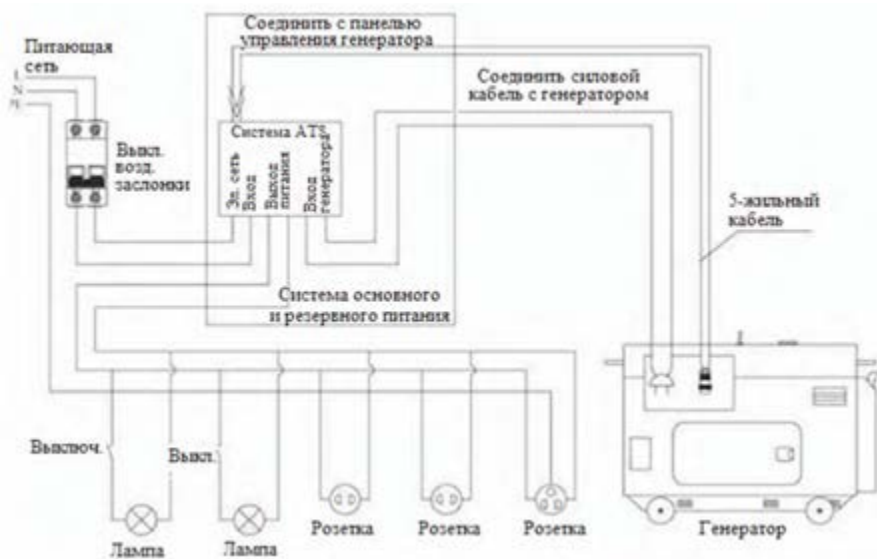 Соединить с панелью
управления генератора
Питающая
сеть
L
N
PE
Выкл.
возд.
заслонки
Система ATS
Эл. сеть
Вход
Выход
питания
Вход
генератора
Соединить силовой
кабель с генератором
5-жильный
кабель
Система основного
и резервного питания
Выключ.
Выкл.
Лампа
Лампа
Розетка
Розетка
Розетка
Генератор